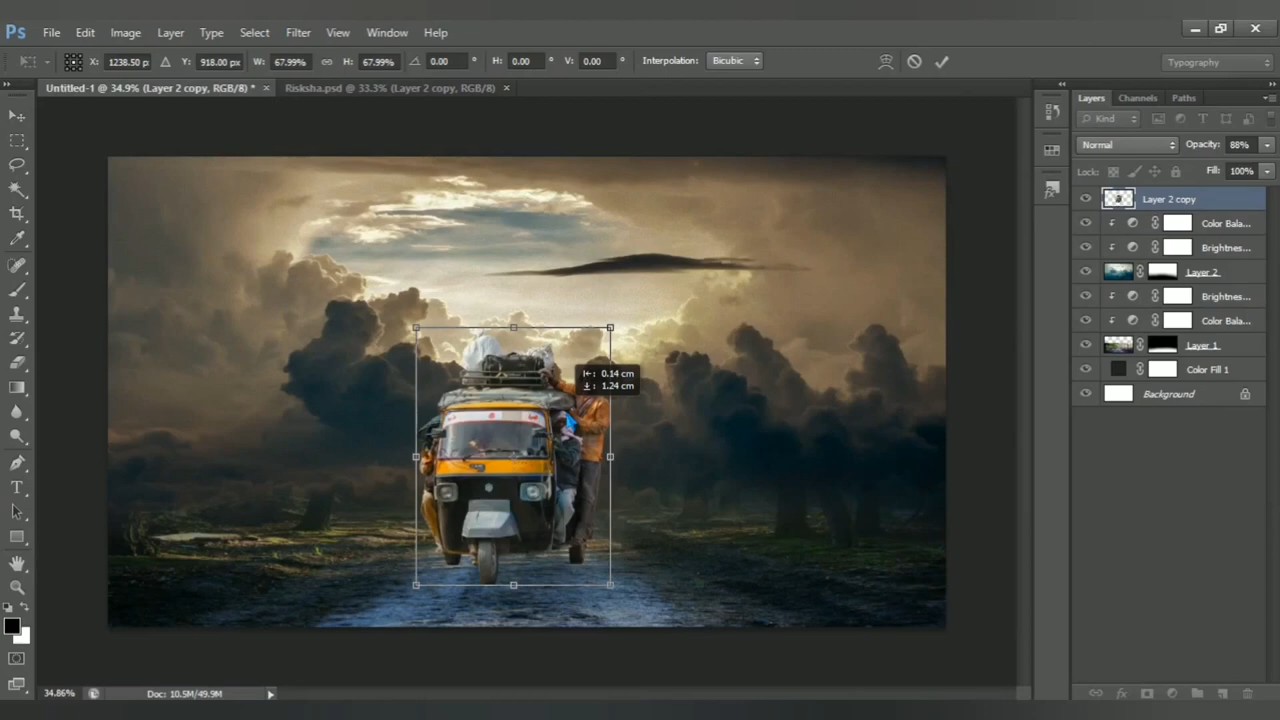 Ps File Edit Image Layer Type Select Filter View Window Help
X: 1238.50 p Y: 918.00 px W: 67.99% H: 67.99% 0.00 ° H: 0.00 ° V: 0.00 ° Interpolation: Bicubic Typography
Untitled-1 @ 34.9% (Layer 2 copy, RGB/8) * × Risksha.psd @ 33.3% (Layer 2 copy, RGB/8) ×
Layers Channels Paths
Kind
Normal Opacity: 88%
Lock: Fill: 100%
Layer 2 copy
Color Bala...
Brightnes...
Layer 2
Brightnes...
Color Bala...
Layer 1
Color Fill 1
Background
: 0.14 cm
: 1.24 cm
34.86% Doc: 10.5M/49.9M